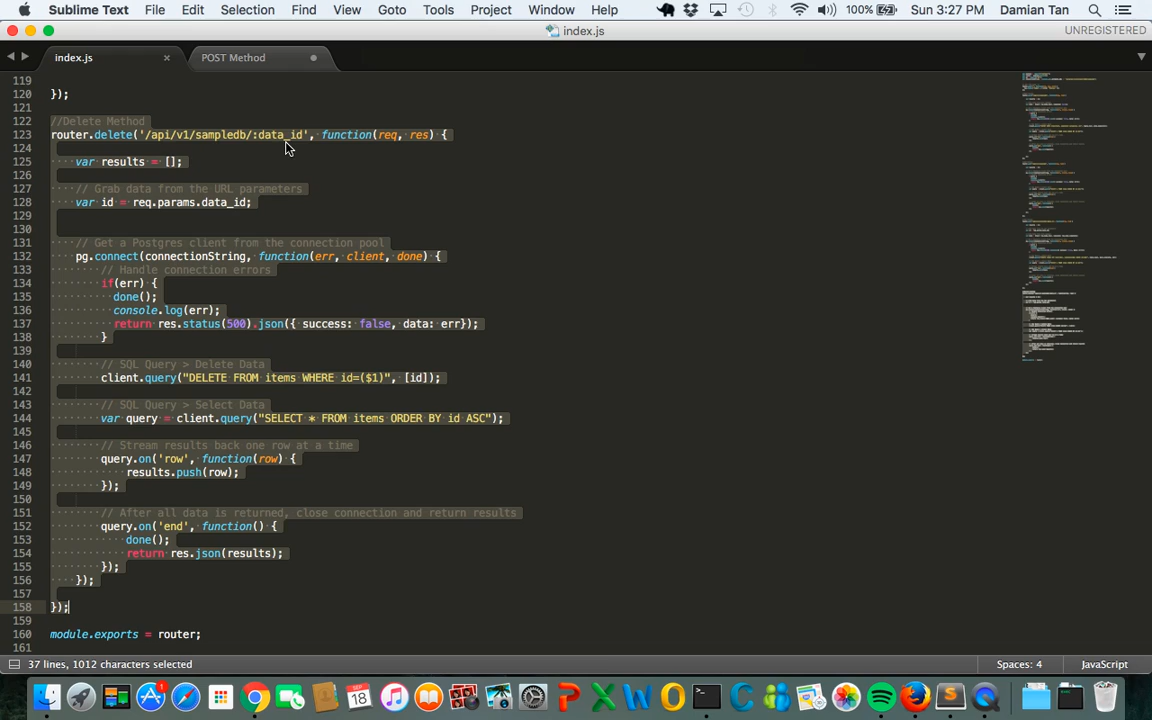 Sublime Text File Edit Selection Find View Goto Tools Project Window Help 100% Sun 3:27 PM Damian Tan
index.js UNREGISTERED
index.js × POST Method
119
120 });
121
122 //Delete Method
123 router.delete('/api/v1/sampledb/:data_id', function(req, res) {
124
125 var results = [];
126
127 // Grab data from the URL parameters
128 var id = req.params.data_id;
129
130
131 // Get a Postgres client from the connection pool
132 pg.connect(connectionString, function(err, client, done) {
133 // Handle connection errors
134 if(err) {
135 done();
136 console.log(err);
137 return res.status(500).json({ success: false, data: err});
138 }
139
140 // SQL Query > Delete Data
141 client.query("DELETE FROM items WHERE id=($1)", [id]);
142
143 // SQL Query > Select Data
144 var query = client.query("SELECT * FROM items ORDER BY id ASC");
145
146 // Stream results back one row at a time
147 query.on('row', function(row) {
148 results.push(row);
149 });
150
151 // After all data is returned, close connection and return results
152 query.on('end', function() {
153 done();
154 return res.json(results);
155 });
156 });
157
158 });
159
160 module.exports = router;
161
37 lines, 1012 characters selected Spaces: 4 JavaScript
1
SEP
18